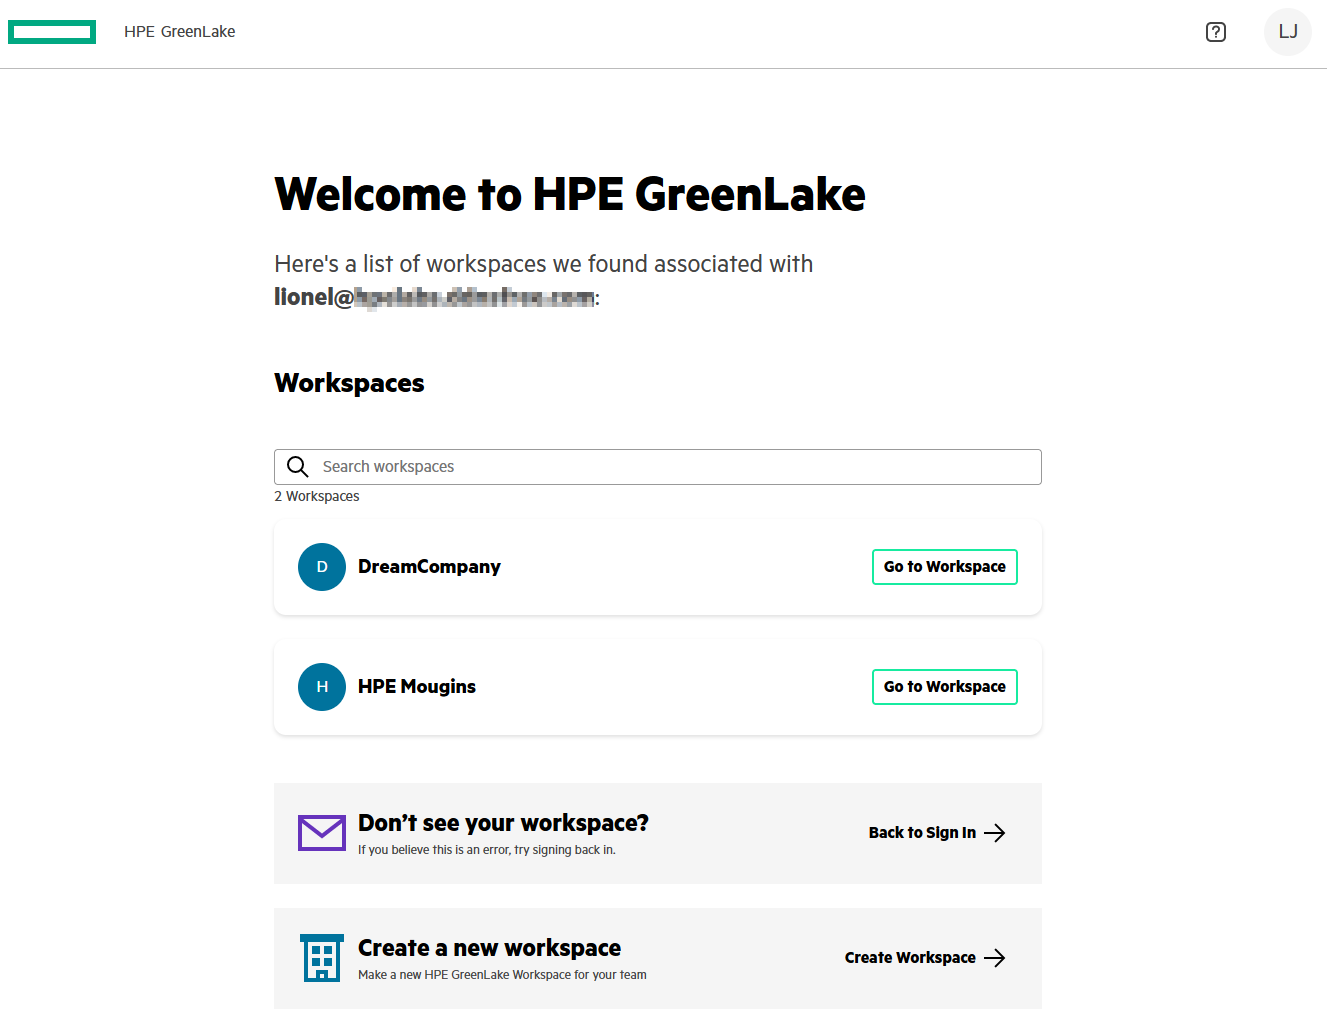 HPE GreenLake
LJ
Welcome to HPE GreenLake
Here's a list of workspaces we found associated with
lionel@
Workspaces
Search workspaces
2 Workspaces
D
DreamCompany
Go to Workspace
H
HPE Mougins
Go to Workspace
Don’t see your workspace?
If you believe this is an error, try signing back in.
Back to Sign In
Create a new workspace
Make a new HPE GreenLake Workspace for your team
Create Workspace